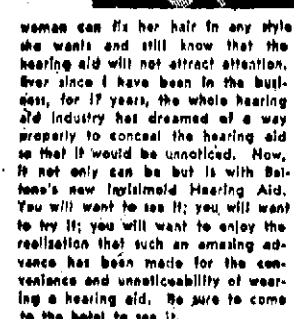 woman can fix her hair in any style
she wants and still know that the
hearing aid will not attract attention.
Ever since I have been in the busi-
ness, for 17 years, the whole hearing
aid industry has dreamed of a way
properly to conceal the hearing aid
so that it would be unnoticed. Now,
it not only can be but is with Bel-
tone's new Invisimold Hearing Aid.
You will want to see it; you will want
to try it; you will want to enjoy the
realization that such an amazing ad-
vance has been made for the con-
venience and unnoticeability of wear-
ing a hearing aid. Be sure to come
to the hotel to see it.